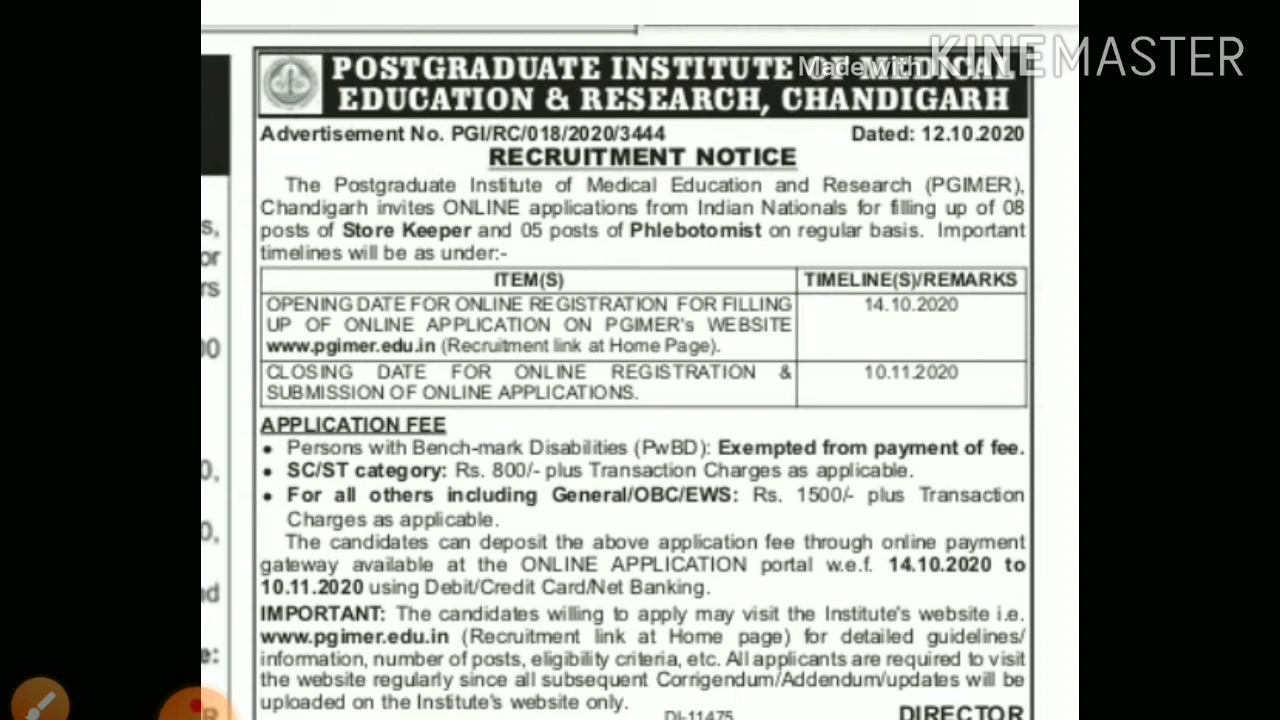 Made with KINEMASTER
POSTGRADUATE INSTITUTE OF MEDICAL
EDUCATION & RESEARCH, CHANDIGARH
Advertisement No. PGI/RC/018/2020/3444 Dated: 12.10.2020
RECRUITMENT NOTICE
The Postgraduate Institute of Medical Education and Research (PGIMER),
Chandigarh invites ONLINE applications from Indian Nationals for filling up of 08
posts of Store Keeper and 05 posts of Phlebotomist on regular basis. Important
timelines will be as under:-
ITEM(S) TIMELINE(S)/REMARKS
OPENING DATE FOR ONLINE REGISTRATION FOR FILLING 14.10.2020
UP OF ONLINE APPLICATION ON PGIMER's WEBSITE
www.pgimer.edu.in (Recruitment link at Home Page).
CLOSING DATE FOR ONLINE REGISTRATION & 10.11.2020
SUBMISSION OF ONLINE APPLICATIONS.
APPLICATION FEE
• Persons with Bench-mark Disabilities (PwBD): Exempted from payment of fee.
• SC/ST category: Rs. 800/- plus Transaction Charges as applicable.
• For all others including General/OBC/EWS: Rs. 1500/- plus Transaction
Charges as applicable.
The candidates can deposit the above application fee through online payment
gateway available at the ONLINE APPLICATION portal w.e.f. 14.10.2020 to
10.11.2020 using Debit/Credit Card/Net Banking.
IMPORTANT: The candidates willing to apply may visit the Institute's website i.e.
www.pgimer.edu.in (Recruitment link at Home page) for detailed guidelines/
information, number of posts, eligibility criteria, etc. All applicants are required to visit
the website regularly since all subsequent Corrigendum/Addendum/updates will be
uploaded on the Institute's website only.
DI-11475 DIRECTOR